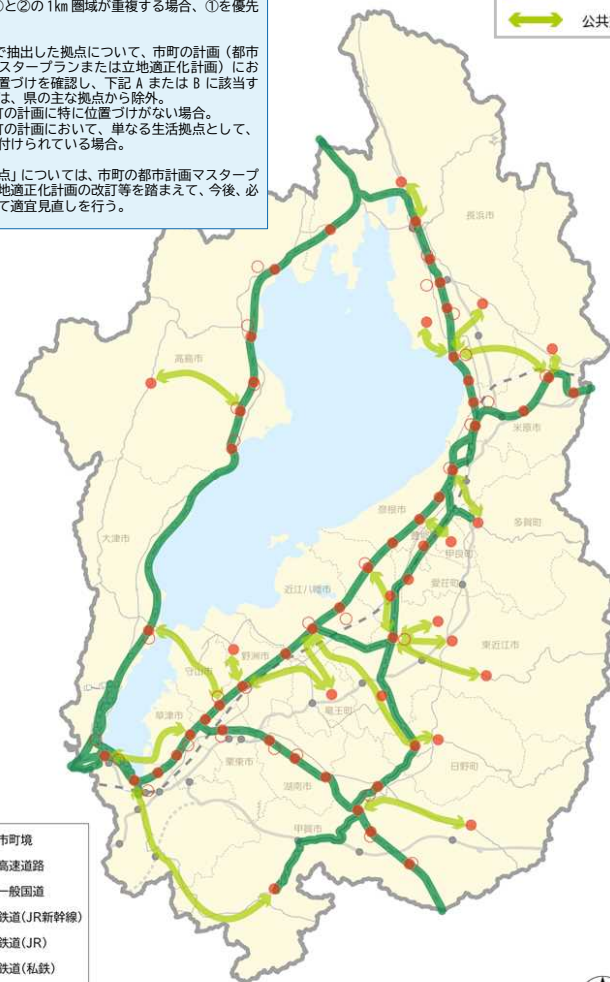 ①と②の1km圏域が重複する場合、①を優先
で抽出した拠点について、市町の計画（都市
スタープランまたは立地適正化計画）にお
置づけを確認し、下記 A または B に該当す
は、県の主な拠点から除外。
町の計画に特に位置づけがない場合。
町の計画において、単なる生活拠点として、
付けられている場合。
点」については、市町の都市計画マスタープ
地適正化計画の改訂等を踏まえて、今後、必
て適宜見直しを行う。
公共
長浜市
高島市
米原市
彦根市
多賀町
甲良町
愛荘町
大津市
近江八幡市
東近江市
野洲市
守山市
竜王町
草津市
日野町
栗東市
湖南市
甲賀市
市町境
高速道路
一般国道
鉄道(JR新幹線)
鉄道(JR)
鉄道(私鉄)